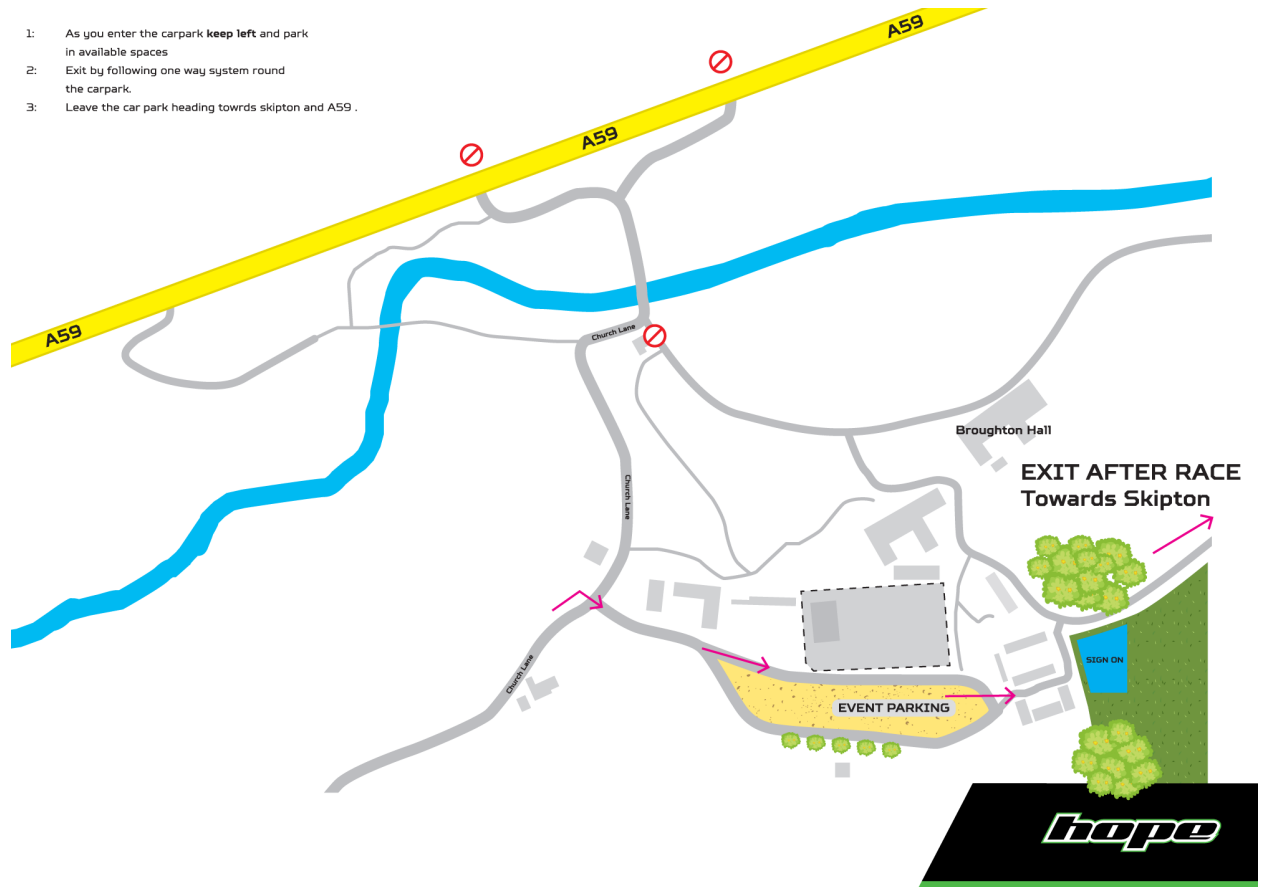 1: As you enter the carpark keep left and park
in available spaces
2: Exit by following one way system round
the carpark.
3: Leave the car park heading towrds skipton and A59 .
A59
A59
A59
Church Lane
Broughton Hall
EXIT AFTER RACE
Towards Skipton
Church Lane
SIGN ON
Church Lane
EVENT PARKING
hope